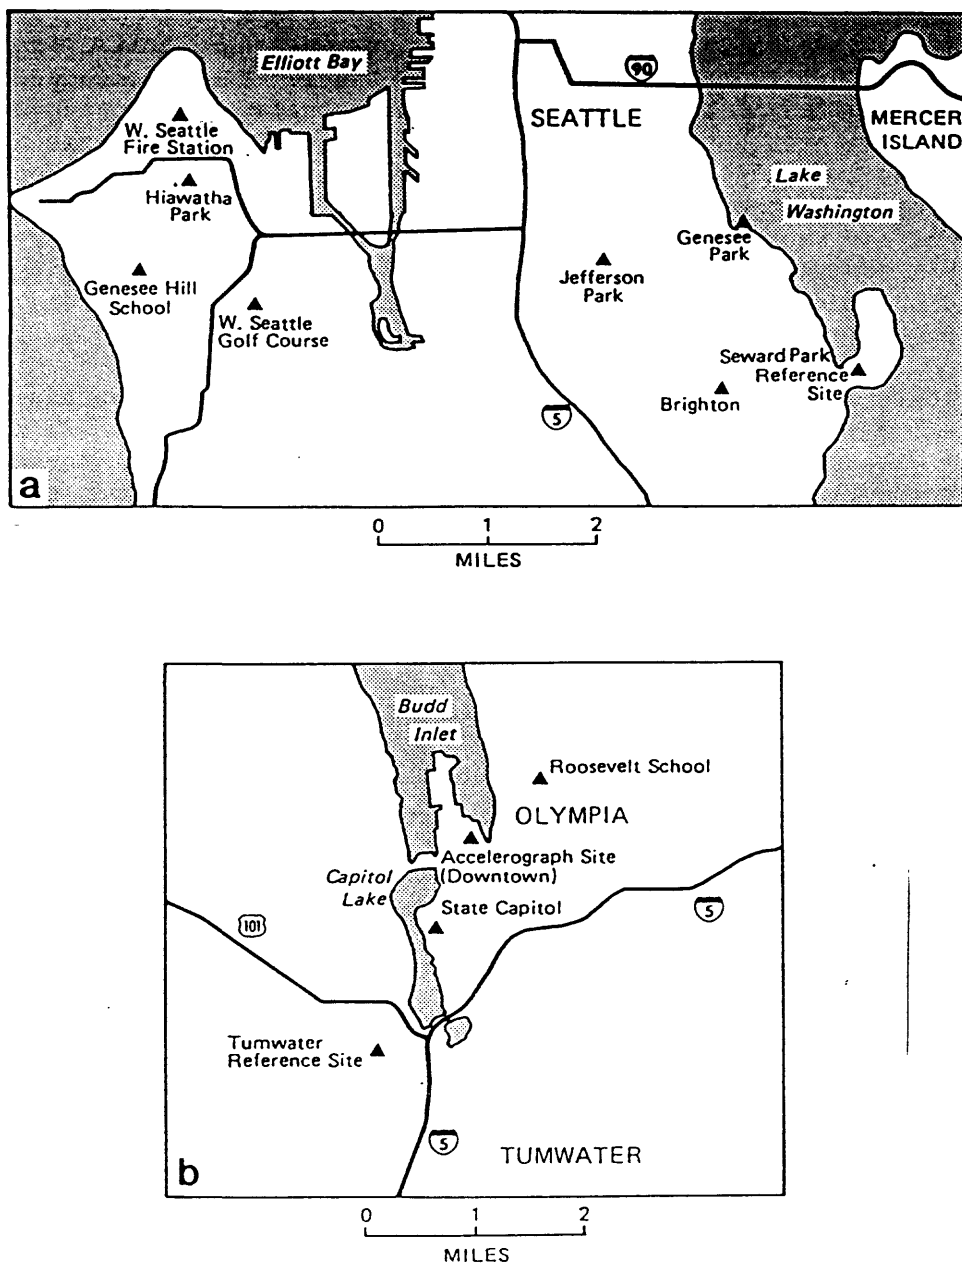 Elliott Bay
90
SEATTLE
MERCER
ISLAND
W. Seattle
Fire Station
Hiawatha
Park
Lake
Washington
Genesee
Park
Jefferson
Park
Genesee Hill
School
W. Seattle
Golf Course
Seward Park
Reference
Site
Brighton
5
a
0 1 2
MILES
Budd
Inlet
Roosevelt School
OLYMPIA
Accelerograph Site
(Downtown)
Capitol
Lake
State Capitol
5
101
Tumwater
Reference Site
5
TUMWATER
b
0 1 2
MILES